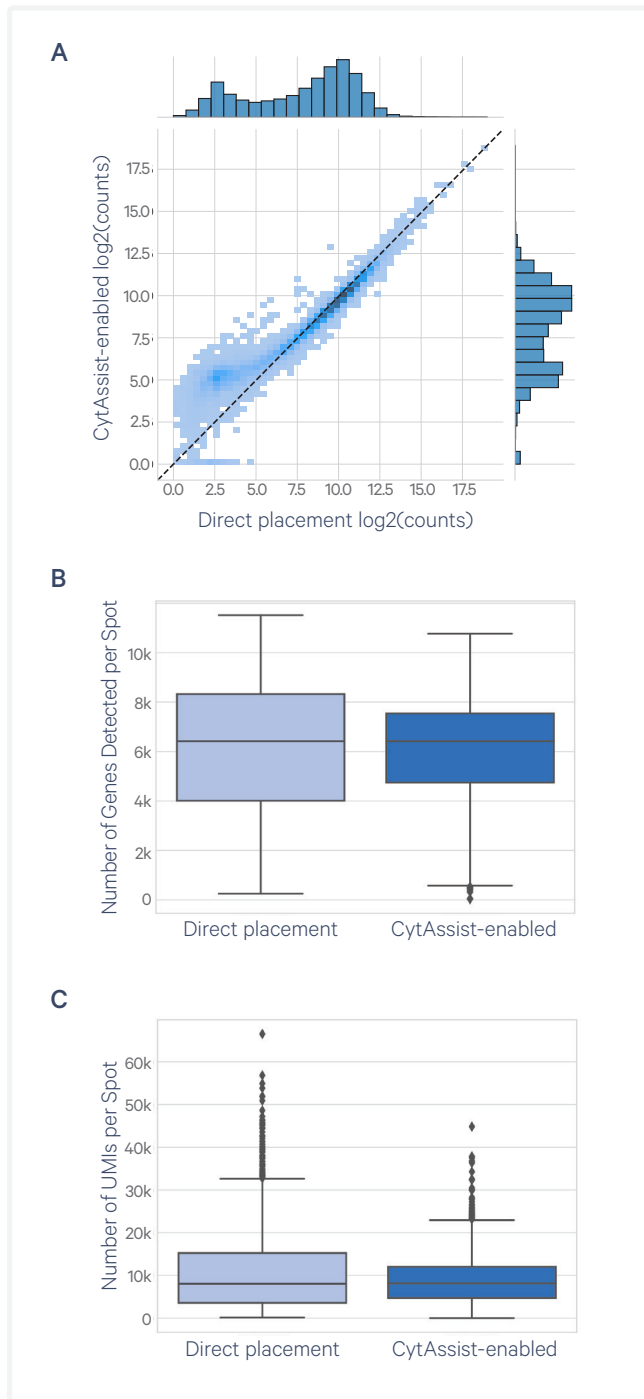 A
CytAssist-enabled log2(counts)
17.5
15.0
12.5
10.0
7.5
5.0
2.5
0.0
0.0 2.5 5.0 7.5 10.0 12.5 15.0 17.5
Direct placement log2(counts)
B
Number of Genes Detected per Spot
10k
8k
6k
4k
2k
0
Direct placement CytAssist-enabled
C
Number of UMIs per Spot
60k
50k
40k
30k
20k
10k
0
Direct placement CytAssist-enabled